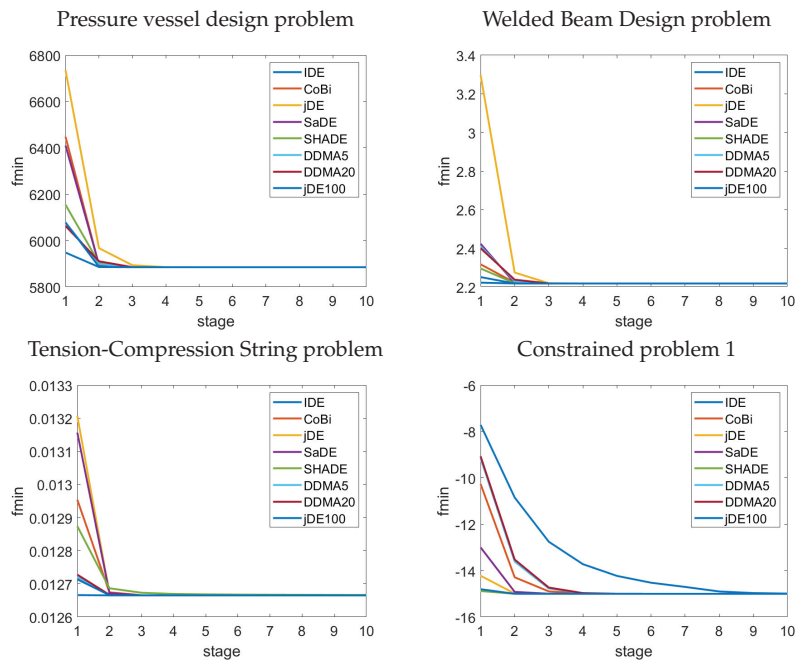 Pressure vessel design problem
6800
6600
6400
6200
6000
5800
fmin
1 2 3 4 5 6 7 8 9 10
stage
IDE
CoBi
jDE
SaDE
SHADE
DDMA5
DDMA20
jDE100
Welded Beam Design problem
3.4
3.2
3
2.8
2.6
2.4
2.2
fmin
1 2 3 4 5 6 7 8 9 10
stage
IDE
CoBi
jDE
SaDE
SHADE
DDMA5
DDMA20
jDE100
Tension-Compression String problem
0.0133
0.0132
0.0131
0.013
0.0129
0.0128
0.0127
0.0126
fmin
1 2 3 4 5 6 7 8 9 10
stage
IDE
CoBi
jDE
SaDE
SHADE
DDMA5
DDMA20
jDE100
Constrained problem 1
-6
-8
-10
-12
-14
-16
fmin
1 2 3 4 5 6 7 8 9 10
stage
IDE
CoBi
jDE
SaDE
SHADE
DDMA5
DDMA20
jDE100